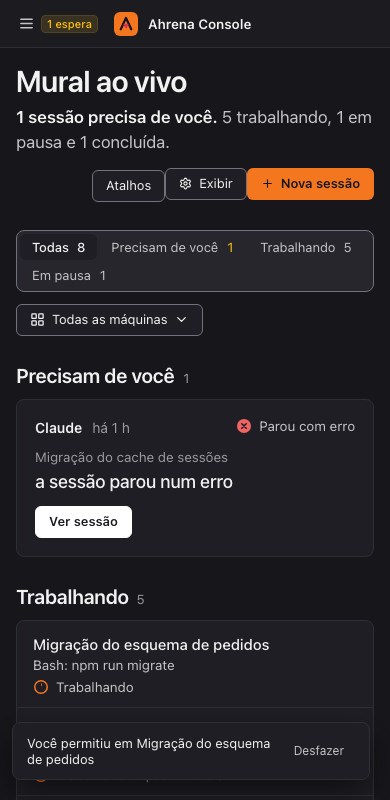 1 espera
Ahrena Console
Mural ao vivo
1 sessão precisa de você. 5 trabalhando, 1 em
pausa e 1 concluída.
Atalhos
Exibir
Nova sessão
Todas 8
Precisam de você 1
Trabalhando 5
Em pausa 1
Todas as máquinas
Precisam de você 1
Claude há 1 h
Parou com erro
Migração do cache de sessões
a sessão parou num erro
Ver sessão
Trabalhando 5
Migração do esquema de pedidos
Bash: npm run migrate
Trabalhando
Você permitiu em Migração do esquema
de pedidos
Desfazer